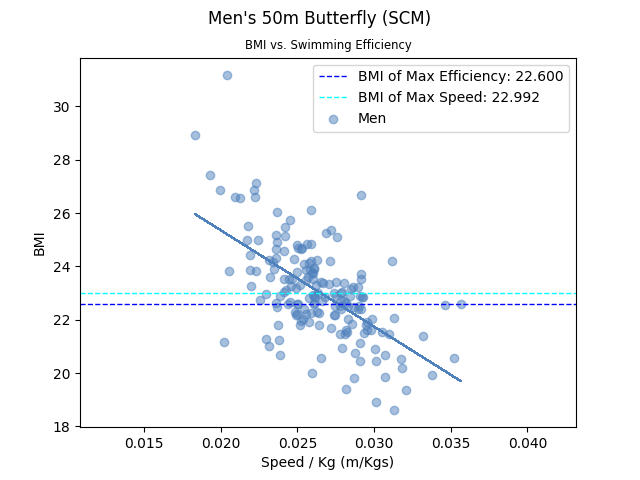 Men's 50m Butterfly (SCM)
BMI vs. Swimming Efficiency
BMI of Max Efficiency: 22.600
BMI of Max Speed: 22.992
Men
BMI
30
28
26
24
22
20
18
0.015 0.020 0.025 0.030 0.035 0.040
Speed / Kg (m/Kgs)